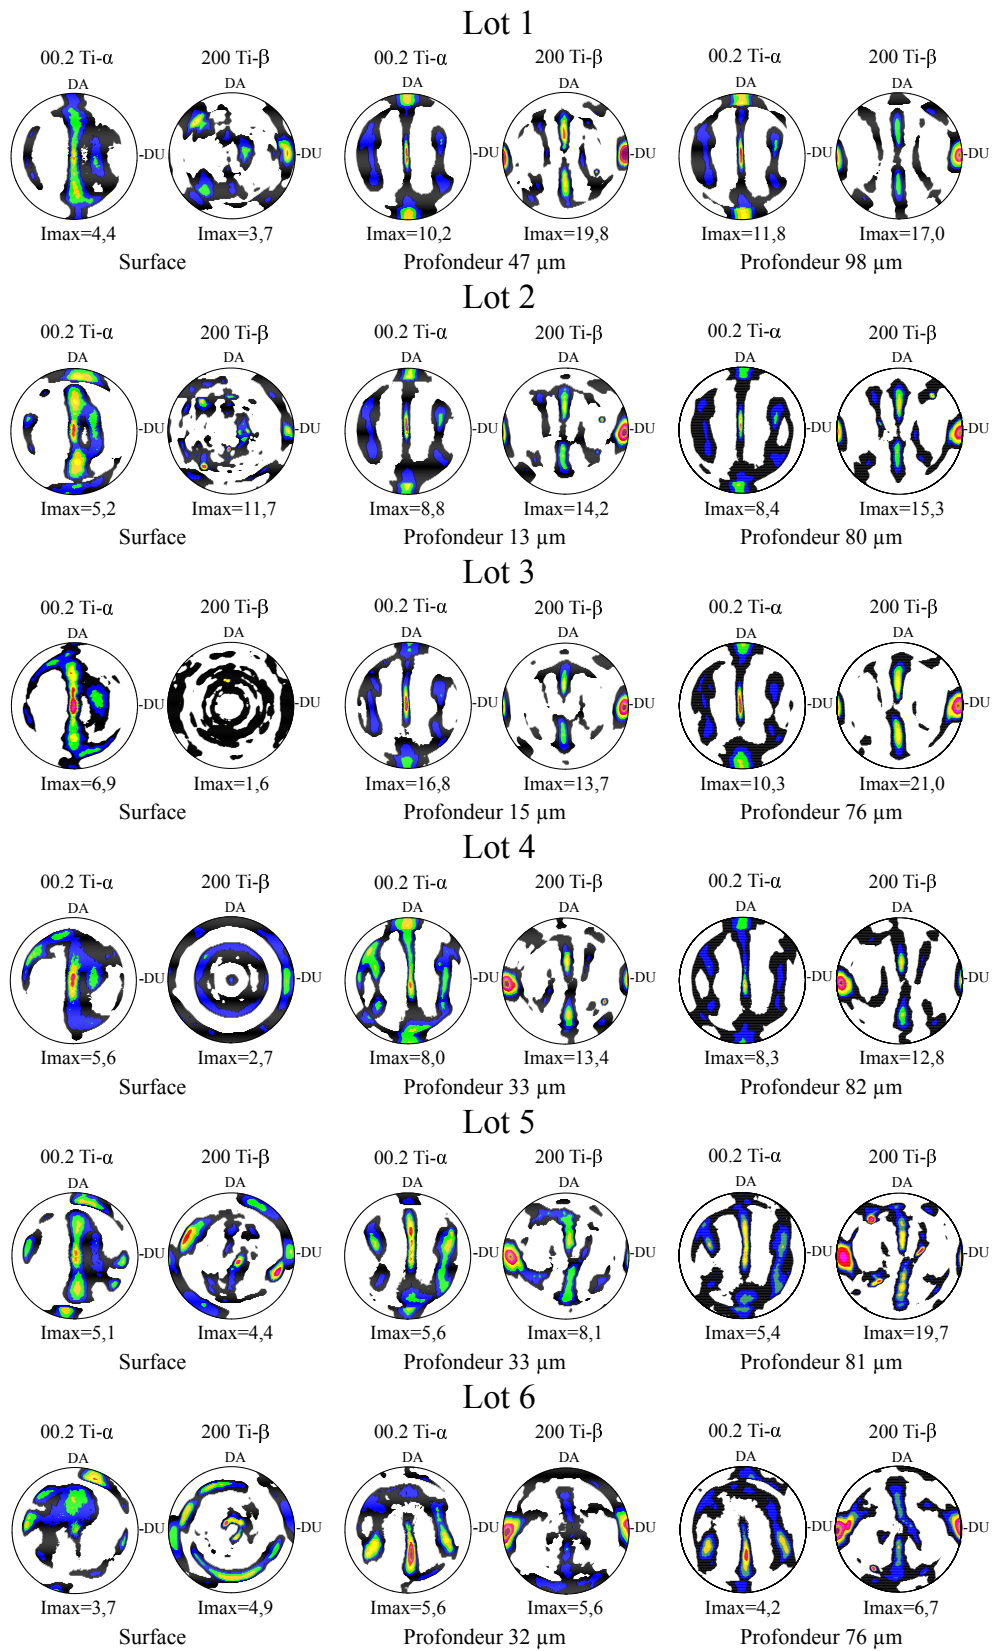 Lot 1
00.2 Ti-α 200 Ti-β 00.2 Ti-α 200 Ti-β 00.2 Ti-α 200 Ti-β
DA DA DA DA DA DA
-DU -DU -DU -DU -DU -DU
Imax=4,4 Imax=3,7 Imax=10,2 Imax=19,8 Imax=11,8 Imax=17,0
Surface Profondeur 47 µm Profondeur 98 µm
Lot 2
00.2 Ti-α 200 Ti-β 00.2 Ti-α 200 Ti-β 00.2 Ti-α 200 Ti-β
DA DA DA DA DA DA
-DU -DU -DU -DU -DU -DU
Imax=5,2 Imax=11,7 Imax=8,8 Imax=14,2 Imax=8,4 Imax=15,3
Surface Profondeur 13 µm Profondeur 80 µm
Lot 3
00.2 Ti-α 200 Ti-β 00.2 Ti-α 200 Ti-β 00.2 Ti-α 200 Ti-β
DA DA DA DA DA DA
-DU -DU -DU -DU -DU -DU
Imax=6,9 Imax=1,6 Imax=16,8 Imax=13,7 Imax=10,3 Imax=21,0
Surface Profondeur 15 µm Profondeur 76 µm
Lot 4
00.2 Ti-α 200 Ti-β 00.2 Ti-α 200 Ti-β 00.2 Ti-α 200 Ti-β
DA DA DA DA DA DA
-DU -DU -DU -DU -DU -DU
Imax=5,6 Imax=2,7 Imax=8,0 Imax=13,4 Imax=8,3 Imax=12,8
Surface Profondeur 33 µm Profondeur 82 µm
Lot 5
00.2 Ti-α 200 Ti-β 00.2 Ti-α 200 Ti-β 00.2 Ti-α 200 Ti-β
DA DA DA DA DA DA
-DU -DU -DU -DU -DU -DU
Imax=5,1 Imax=4,4 Imax=5,6 Imax=8,1 Imax=5,4 Imax=19,7
Surface Profondeur 33 µm Profondeur 81 µm
Lot 6
00.2 Ti-α 200 Ti-β 00.2 Ti-α 200 Ti-β 00.2 Ti-α 200 Ti-β
DA DA DA DA DA DA
-DU -DU -DU -DU -DU -DU
Imax=3,7 Imax=4,9 Imax=5,6 Imax=5,6 Imax=4,2 Imax=6,7
Surface Profondeur 32 µm Profondeur 76 µm